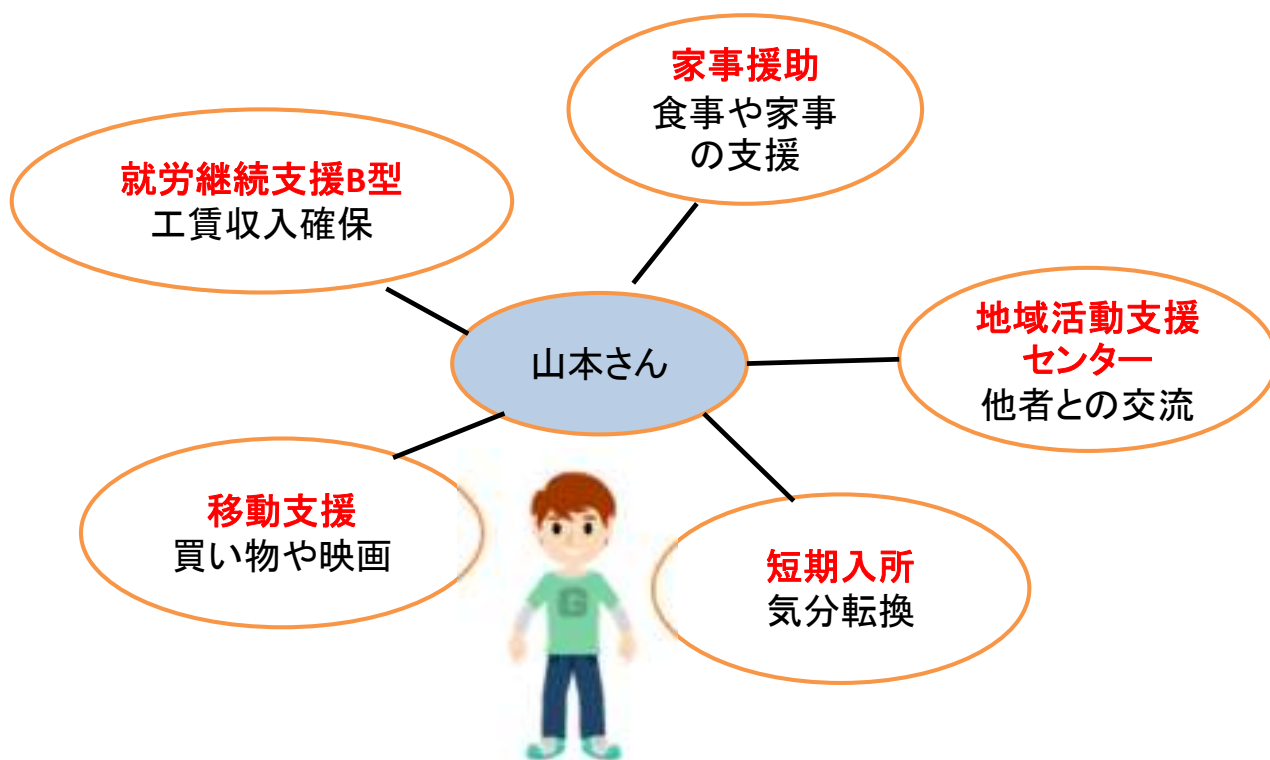 家事援助
食事や家事
の支援
就労継続支援B型
工賃収入確保
地域活動支援
センター
他者との交流
山本さん
移動支援
買い物や映画
短期入所
気分転換
G